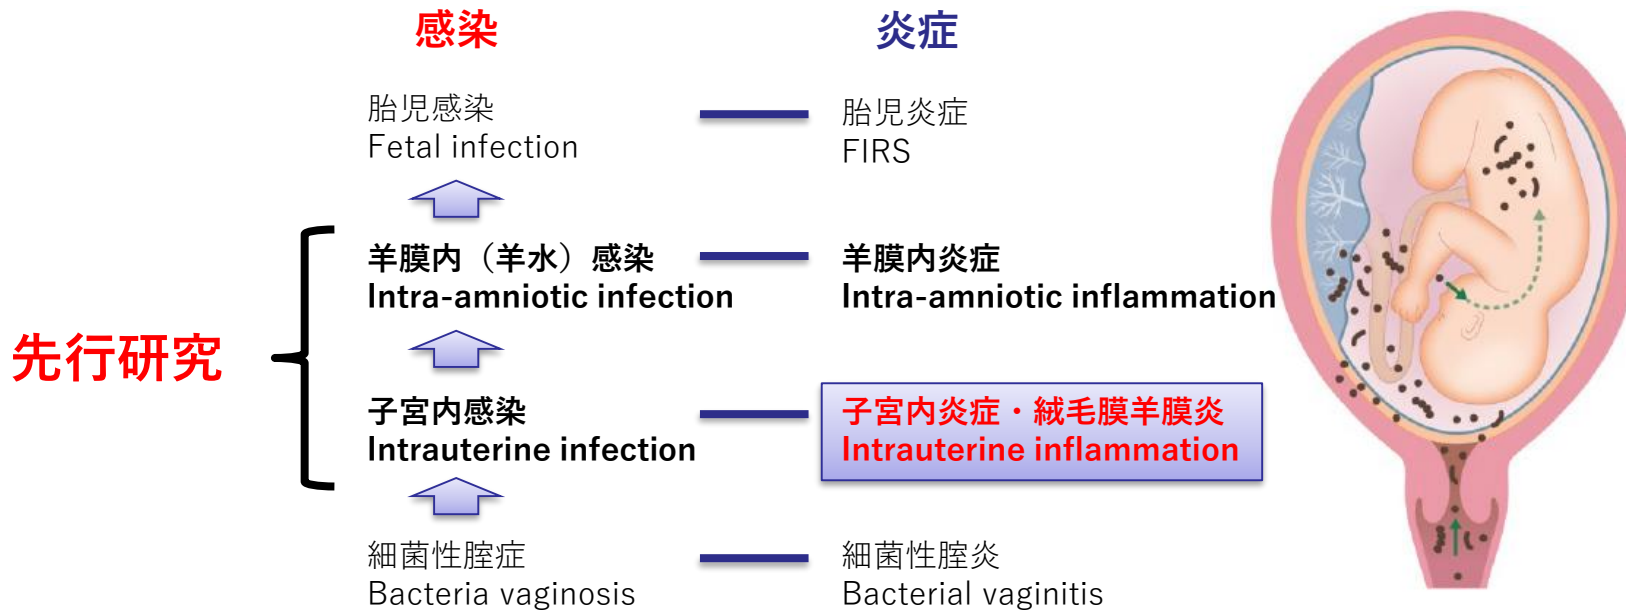 感染
炎症
胎児感染
Fetal infection
胎児炎症
FIRS
羊膜内（羊水）感染
Intra-amniotic infection
羊膜内炎症
Intra-amniotic inflammation
先行研究
子宮内感染
Intrauterine infection
子宮内炎症・絨毛膜羊膜炎
Intrauterine inflammation
細菌性腟症
Bacteria vaginosis
細菌性腟炎
Bacterial vaginitis